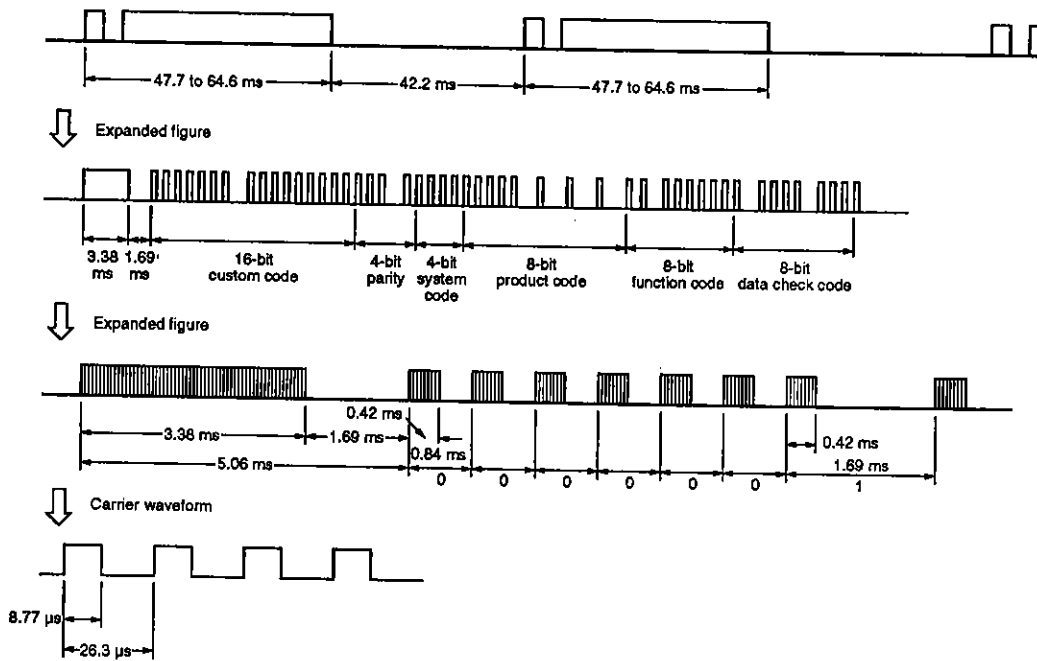 47.7 to 64.6 ms
42.2 ms
47.7 to 64.6 ms
Expanded figure
3.38 ms
1.69 ms
16-bit custom code
4-bit parity
4-bit system code
8-bit product code
8-bit function code
8-bit data check code
Expanded figure
3.38 ms
1.69 ms
0.42 ms
0.84 ms
0.42 ms
5.06 ms
1.69 ms
0
0
0
0
0
0
1
Carrier waveform
8.77 µs
26.3 µs